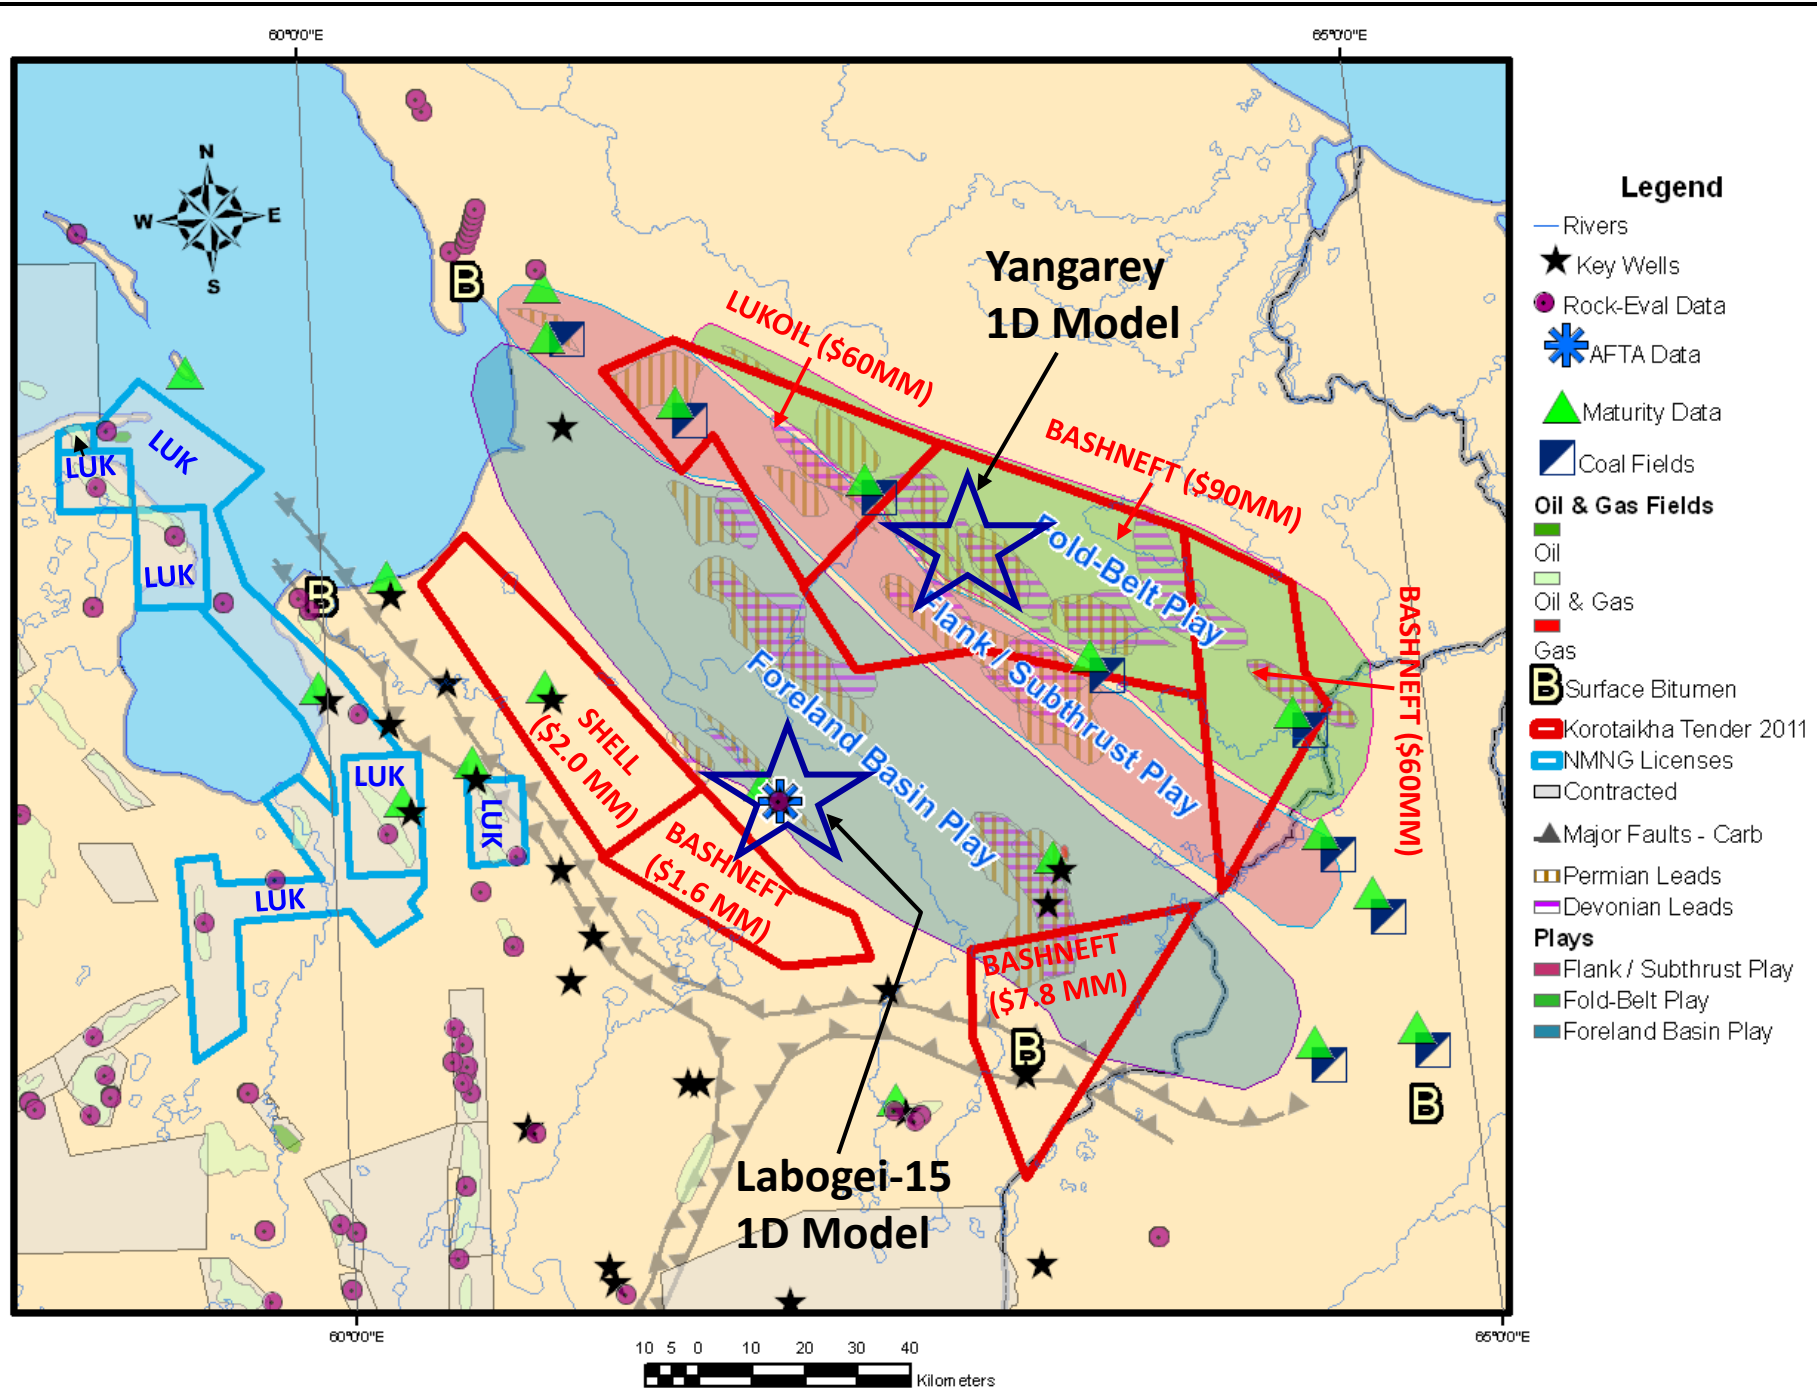 60°0'0"E
65°0'0"E
N
W
E
S
B
Yangarey
1D Model
LUKOIL ($60MM)
BASHNEFT ($90MM)
LUK
LUK
LUK
B
Fold-Belt Play
Flank / Subthrust Play
Foreland Basin Play
BASHNEFT ($60MM)
SHELL
($2.0 MM)
LUK
LUK
BASHNEFT
($1.6 MM)
LUK
BASHNEFT
($7.8 MM)
B
B
Labogei-15
1D Model
60°0'0"E
65°0'0"E
10 5 0 10 20 30 40
Kilometers
Legend
Rivers
Key Wells
Rock-Eval Data
AFTA Data
Maturity Data
Coal Fields
Oil & Gas Fields
Oil
Oil & Gas
Gas
B Surface Bitumen
Korotaikha Tender 2011
NMNG Licenses
Contracted
Major Faults - Carb
Permian Leads
Devonian Leads
Plays
Flank / Subthrust Play
Fold-Belt Play
Foreland Basin Play